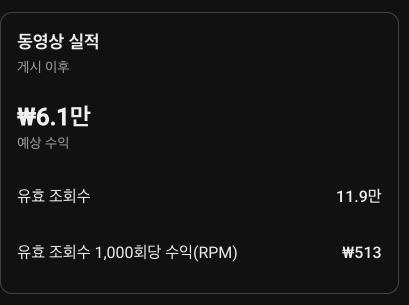 동영상 실적
게시 이후
₩6.1만
예상 수익
유효 조회수 11.9만
유효 조회수 1,000회당 수익(RPM) ₩513